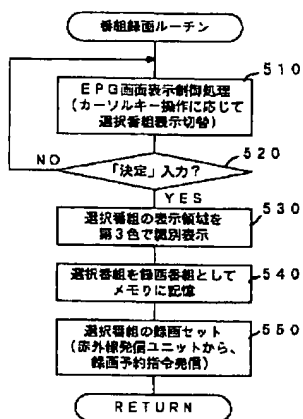 番組録画ルーチン
510
EPG画面表示制御処理
(カーソルキー操作に応じて
選択番組表示切替)
520
NO
「決定」入力?
YES
530
選択番組の表示領域を
第3色で識別表示
540
選択番組を録画番組として
メモリに記憶
550
選択番組の録画セット
(赤外線発信ユニットから、
録画予約指令発信)
RETURN